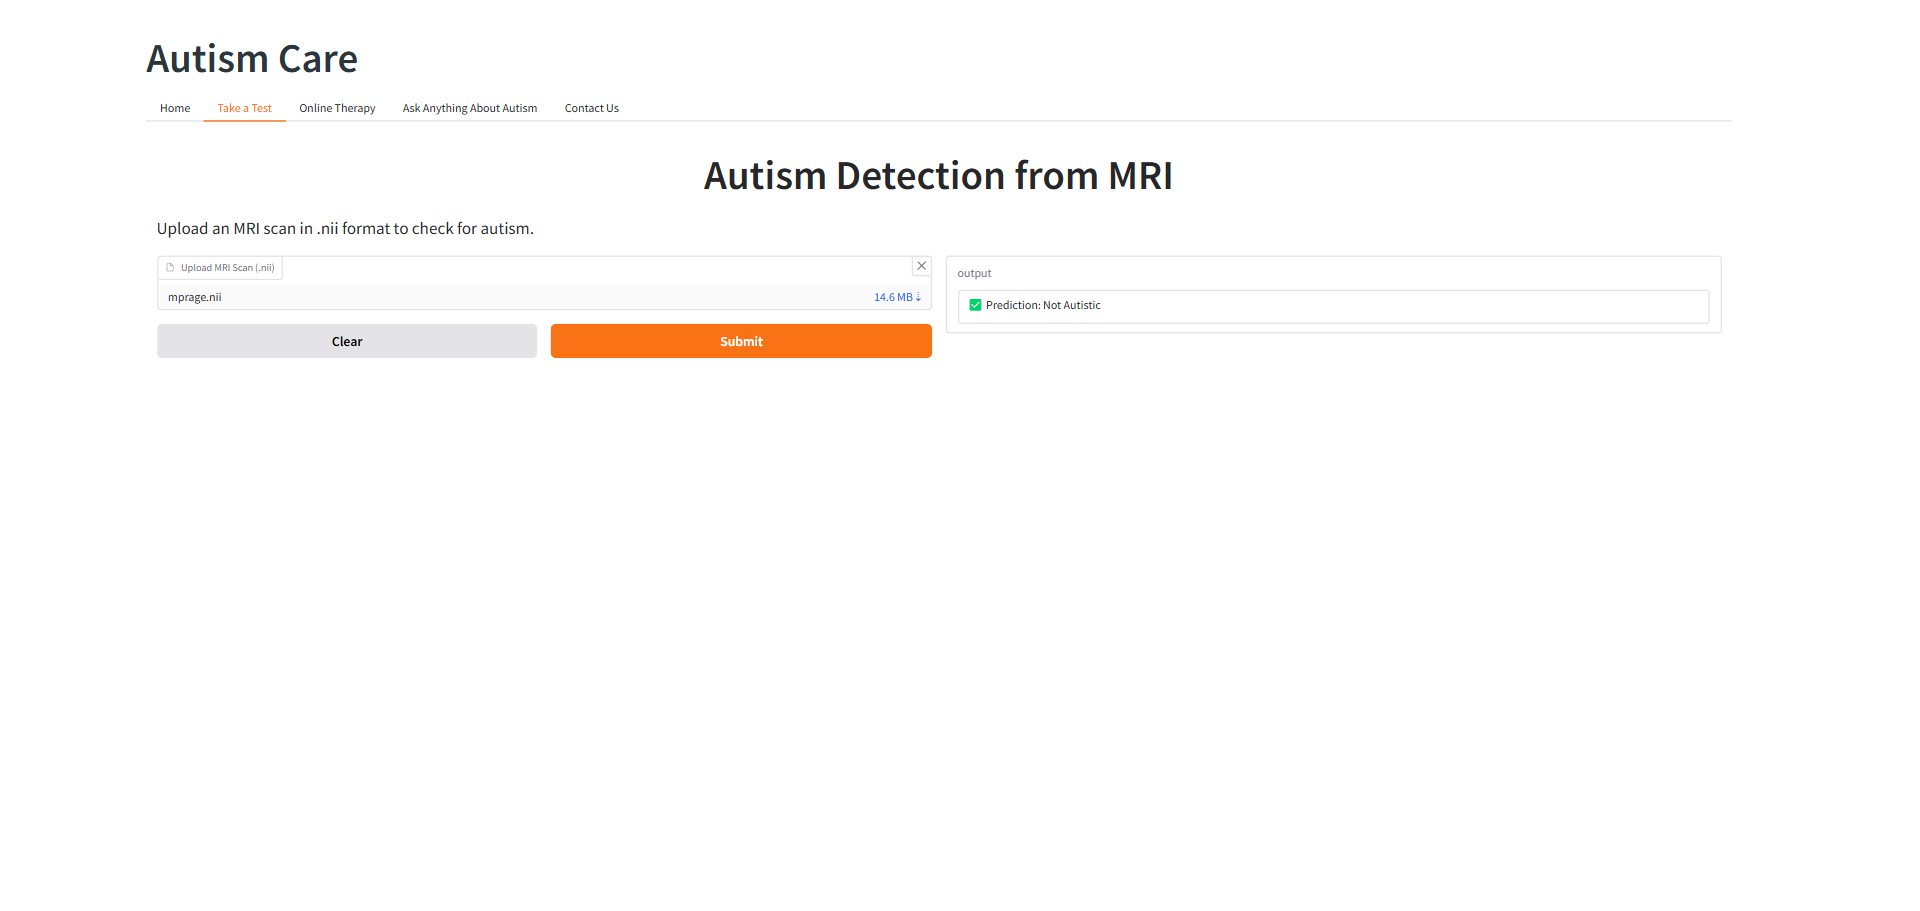 Autism Care
Home Take a Test Online Therapy Ask Anything About Autism Contact Us
Autism Detection from MRI
Upload an MRI scan in .nii format to check for autism.
Upload MRI Scan (.nii)
mprage.nii 14.6 MB ⇣
Clear Submit
output
✅ Prediction: Not Autistic